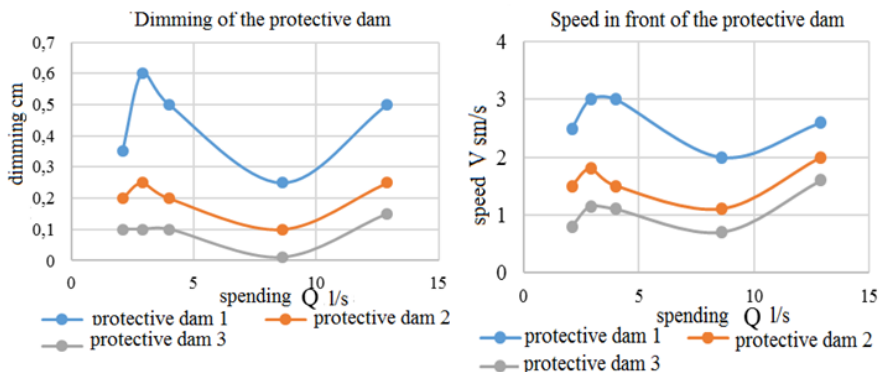 Dimming of the protective dam
0,7
0,6
0,5
0,4
0,3
0,2
0,1
0
dimming cm
0 5 10 15
spending Q l/s
protective dam 1 protective dam 2
protective dam 3
Speed in front of the protective dam
4
3
2
1
0
speed V sm/s
0 5 10 15
spending Q l/s
protective dam 1 protective dam 2
protective dam 3